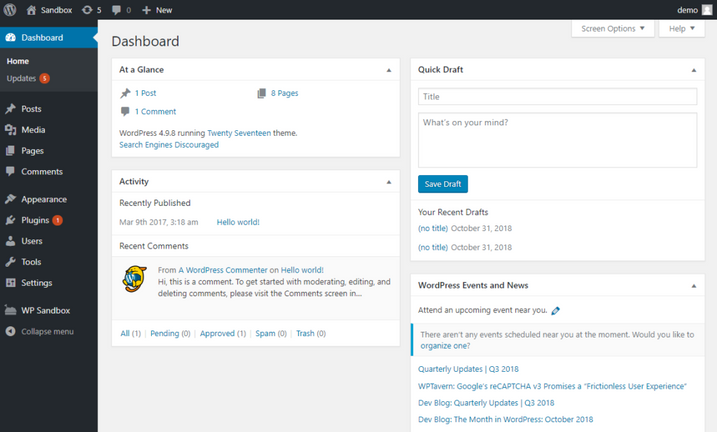 Sandbox 5 0 + New demo
Screen Options Help
Dashboard
Home
Updates 5
Posts
Media
Pages
Comments
Appearance
Plugins 1
Users
Tools
Settings
WP Sandbox
Collapse menu
Dashboard
At a Glance
1 Post 8 Pages
1 Comment
WordPress 4.9.8 running Twenty Seventeen theme.
Search Engines Discouraged
Activity
Recently Published
Mar 9th 2017, 3:18 am Hello world!
Recent Comments
From A WordPress Commenter on Hello world!
Hi, this is a comment. To get started with moderating, editing, and
deleting comments, please visit the Comments screen in...
All (1) | Pending (0) | Approved (1) | Spam (0) | Trash (0)
Quick Draft
Title
What's on your mind?
Save Draft
Your Recent Drafts
(no title) October 31, 2018
(no title) October 31, 2018
WordPress Events and News
Attend an upcoming event near you.
There aren't any events scheduled near you at the moment. Would you like to
organize one?
Quarterly Updates | Q3 2018
WPTavern: Google's reCAPTCHA v3 Promises a "Frictionless User Experience"
Dev Blog: Quarterly Updates | Q3 2018
Dev Blog: The Month in WordPress: October 2018